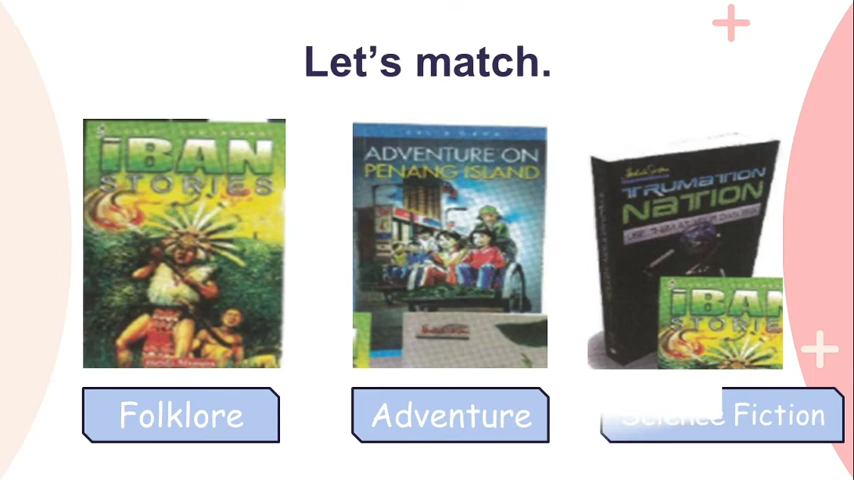 Let's match.
iBAN
STORIES
ADVENTURE ON
PENANG ISLAND
TRUMATION
NATION
iBAN
STORIES
Folklore
Adventure
Science Fiction